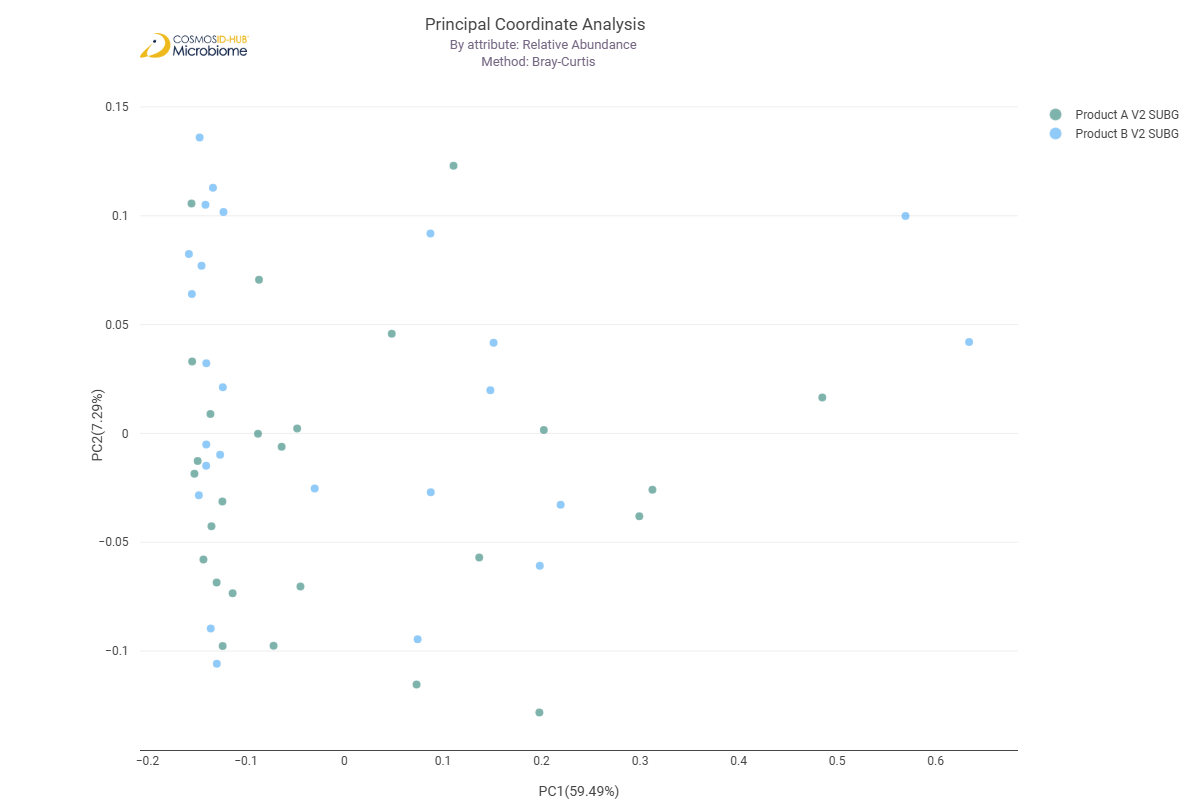 Principal Coordinate Analysis
By attribute: Relative Abundance
Method: Bray-Curtis
COSMOSID-HUB
Microbiome
Product A V2 SUBG
Product B V2 SUBG
PC2(7.29%)
0.15
0.1
0.05
0
−0.05
−0.1
−0.2
−0.1
0
0.1
0.2
0.3
0.4
0.5
0.6
PC1(59.49%)